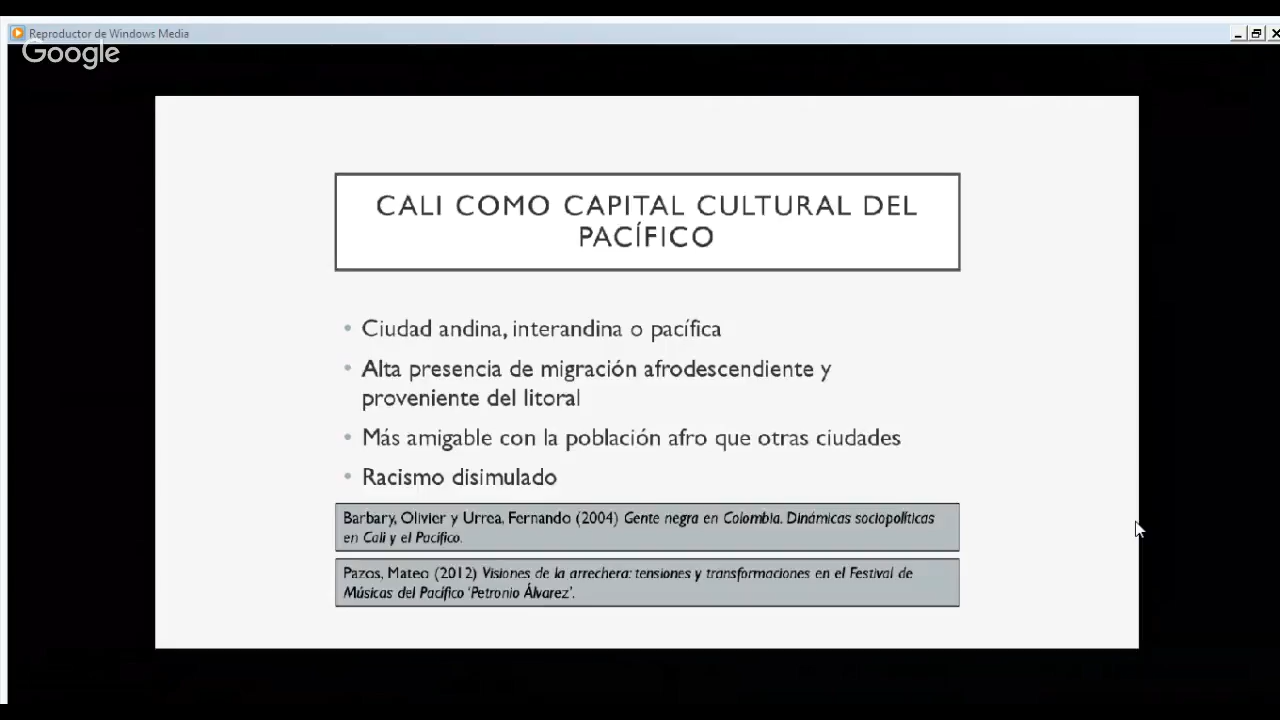 Reproductor de Windows Media
Google
CALI COMO CAPITAL CULTURAL DEL
PACÍFICO
• Ciudad andina, interandina o pacífica
• Alta presencia de migración afrodescendiente y
proveniente del litoral
• Más amigable con la población afro que otras ciudades
• Racismo disimulado
Barbary, Olivier y Urrea, Fernando (2004) Gente negra en Colombia. Dinámicas sociopolíticas
en Cali y el Pacífico.
Pazos, Mateo (2012) Visiones de la arrechera: tensiones y transformaciones en el Festival de
Músicas del Pacífico 'Petronio Álvarez'.